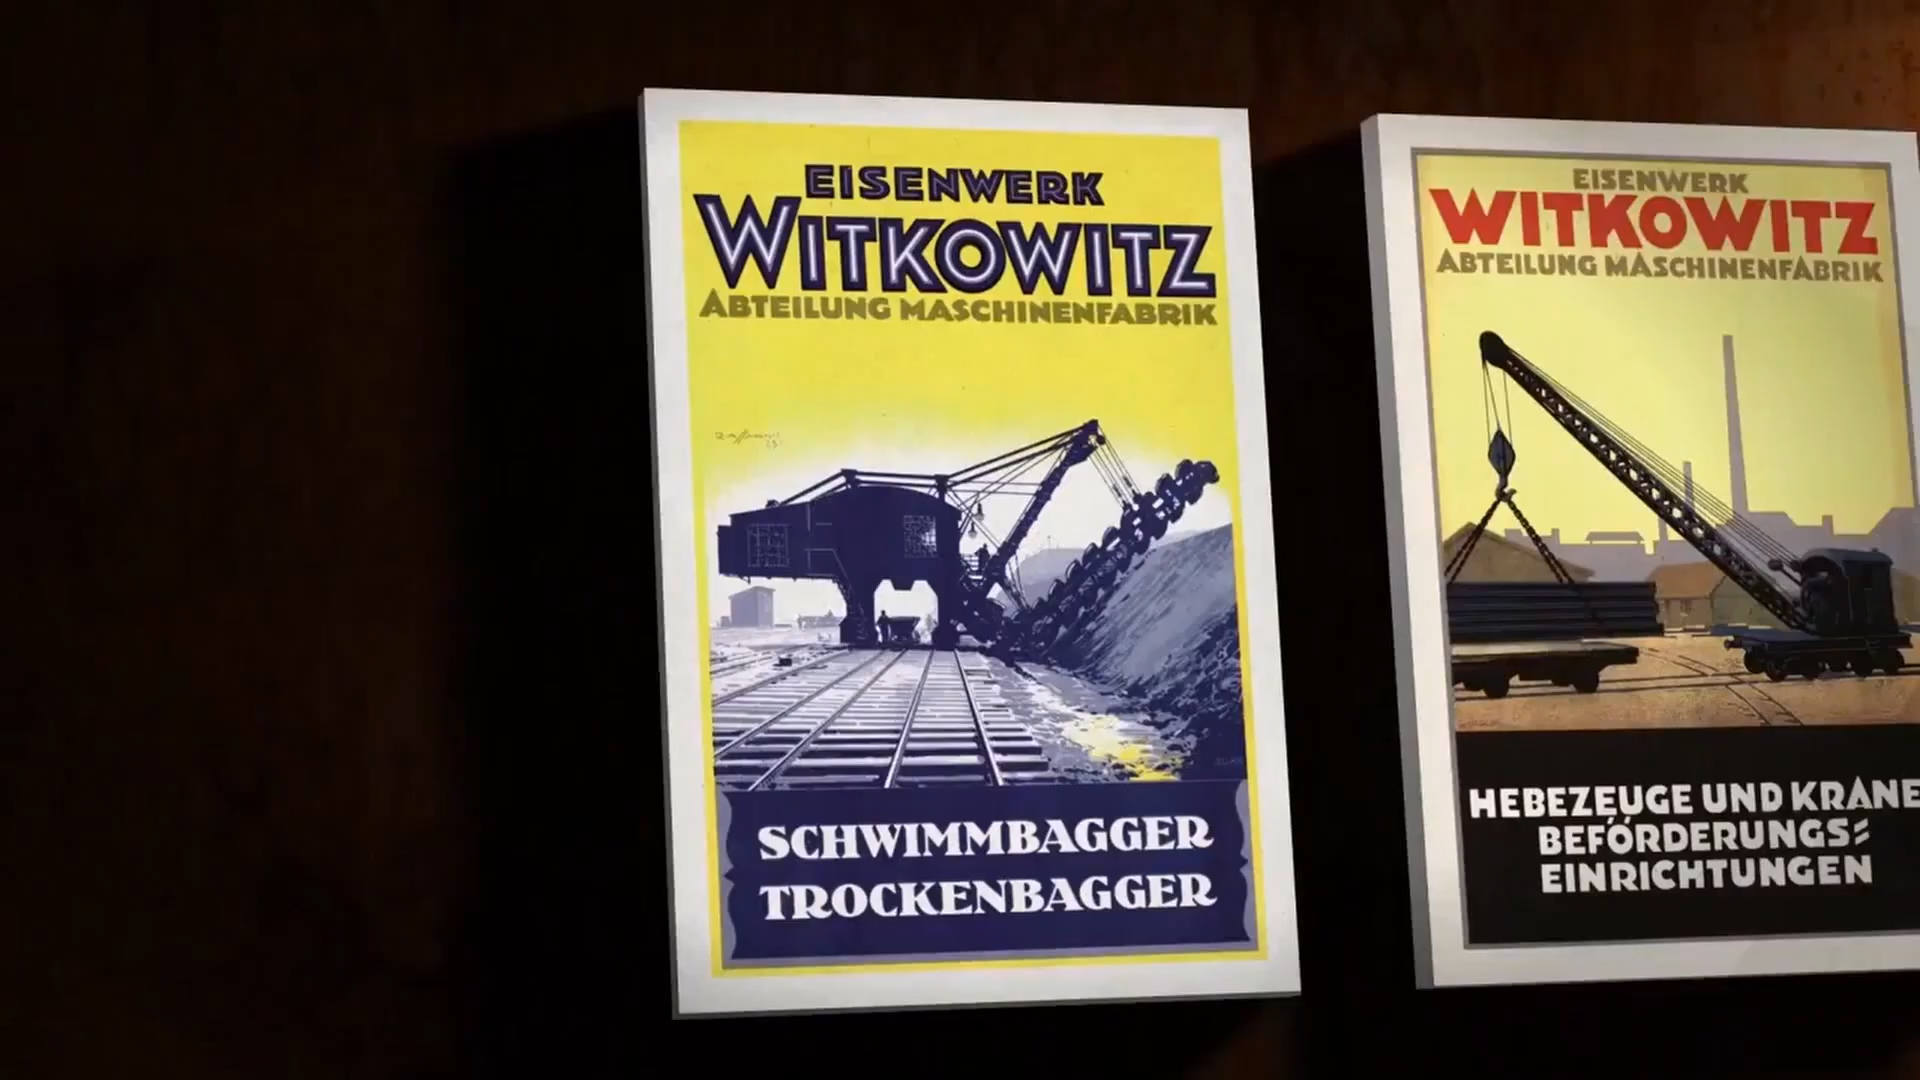 EISENWERK
WITKOWITZ
ABTEILUNG MASCHINENFABRIK
SCHWIMMBAGGER
TROCKENBAGGER
EISENWERK
WITKOWITZ
ABTEILUNG MASCHINENFABRIK
HEBEZEUGE UND KRANE
BEFÖRDERUNGS=
EINRICHTUNGEN